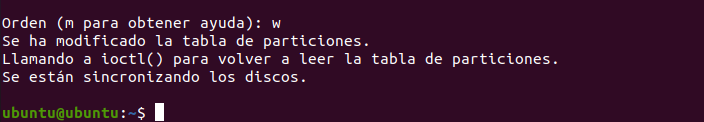 Orden (m para obtener ayuda): w
Se ha modificado la tabla de particiones.
Llamando a ioctl() para volver a leer la tabla de particiones.
Se están sincronizando los discos.
ubuntu@ubuntu:~$